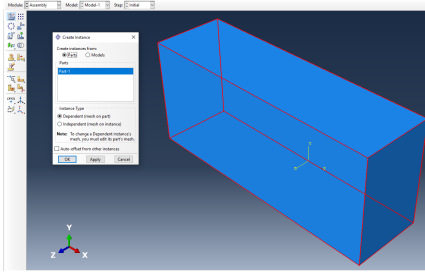 Module: Assembly Model: Model-1 Step: Initial
Create Instance
Create instances from:
Parts Models
Parts
Part-1
Instance Type
Dependent (mesh on part)
Independent (mesh on instance)
Note: To change a Dependent instance's
mesh, you must edit its part's mesh.
Auto-offset from other instances
OK Apply Cancel
Y
Z X